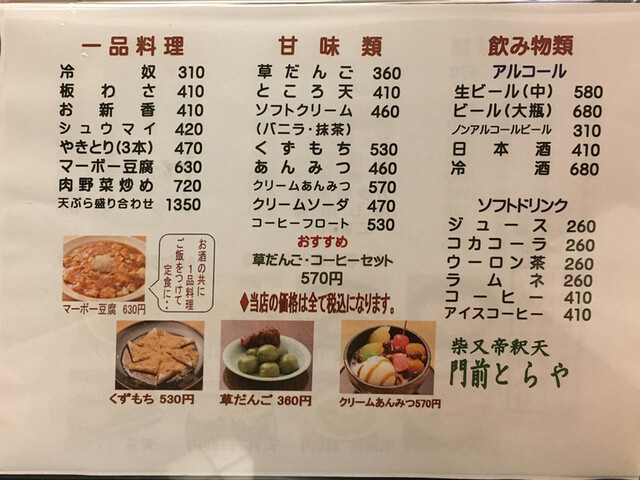 一品料理
冷奴 310
板わさ 410
お新香 410
シュウマイ 420
やきとり(3本) 470
マーボー豆腐 630
肉野菜炒め 720
天ぷら盛り合わせ 1350
マーボー豆腐 630円
お酒の共に
1品料理
ご飯をつけて
定食に・・
甘味類
草だんご 360
ところ天 410
ソフトクリーム 460
(バニラ・抹茶)
くずもち 530
あんみつ 460
クリームあんみつ 570
クリームソーダ 470
コーヒーフロート 530
おすすめ
草だんご・コーヒーセット
570円
◆当店の価格は全て税込になります。
飲み物類
アルコール
生ビール(中) 580
ビール(大瓶) 680
ノンアルコールビール 310
日本酒 410
冷酒 680
ソフトドリンク
ジュース 260
コカコーラ 260
ウーロン茶 260
ラムネ 260
コーヒー 410
アイスコーヒー 410
くずもち 530円
草だんご 360円
クリームあんみつ570円
柴又帝釈天
門前とらや